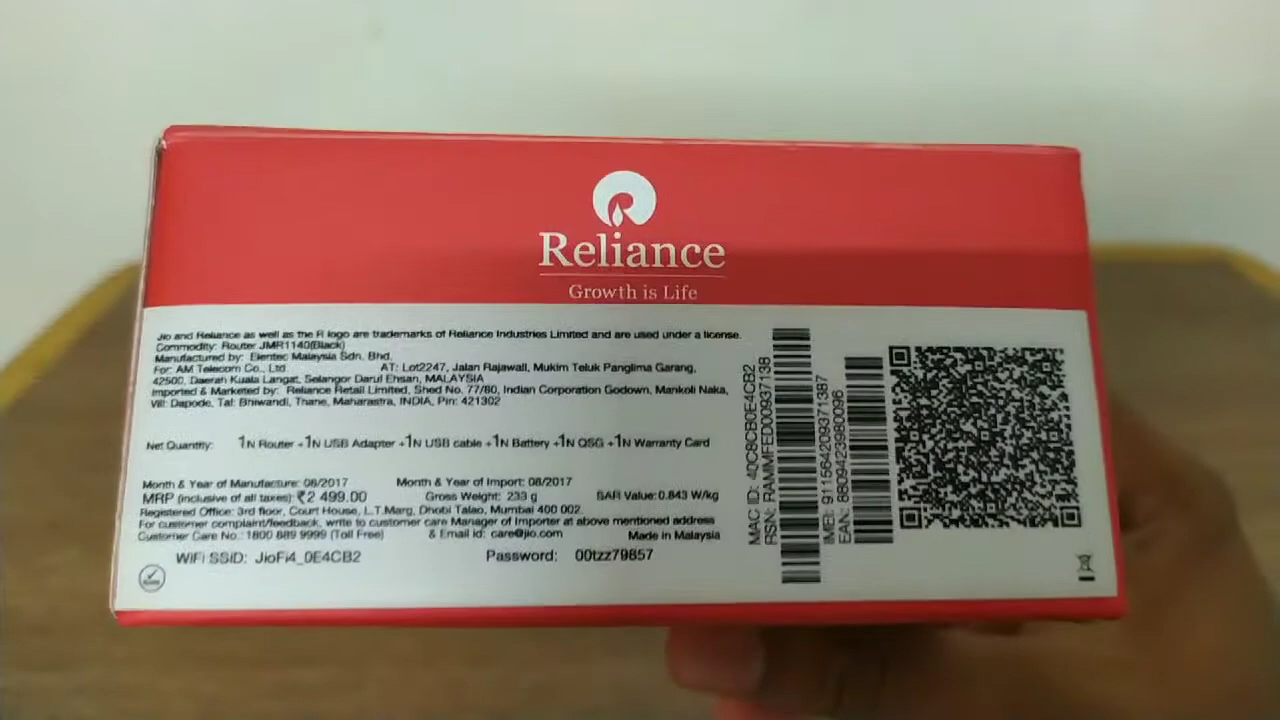 Reliance
Growth is Life
Jio and Reliance as well as the R logo are trademarks of Reliance Industries Limited and are used under a license.
Commodity: Router JMR1140(Black)
Manufactured by: Elentec Malaysia Sdn. Bhd.
For: AM Telecom Co., Ltd AT: Lot2247, Jalan Rajawali, Mukim Teluk Panglima Garang,
42500, Daerah Kuala Langat, Selangor Darul Ehsan, MALAYSIA
Imported & Marketed by: Reliance Retail Limited, Shed No. 77/80, Indian Corporation Godown, Mankoli Naka,
Vill: Dapode, Tal: Bhiwandi, Thane, Maharastra, INDIA, Pin: 421302
Net Quantity: 1N Router +1N USB Adapter +1N USB cable +1N Battery +1N QSG +1N Warranty Card
Month & Year of Manufacture: 08/2017 Month & Year of Import: 08/2017
MRP (inclusive of all taxes): ₹2 499.00 Gross Weight: 233 g SAR Value: 0.843 W/kg
Registered Office: 3rd floor, Court House, L.T.Marg, Dhobi Talao, Mumbai 400 002
For customer complaint/feedback, write to customer care Manager of Importer at above mentioned address
Customer Care No.: 1800 889 9999 (Toll Free) & Email id: care@jio.com Made in Malaysia
WiFi SSID: JioFi4_0E4CB2 Password: 00tzz79857
MAC ID: 40C8CB0E4CB2
RSN: RAMMFED00937138
IMEI: 911564209371387
EAN: 8809423980096